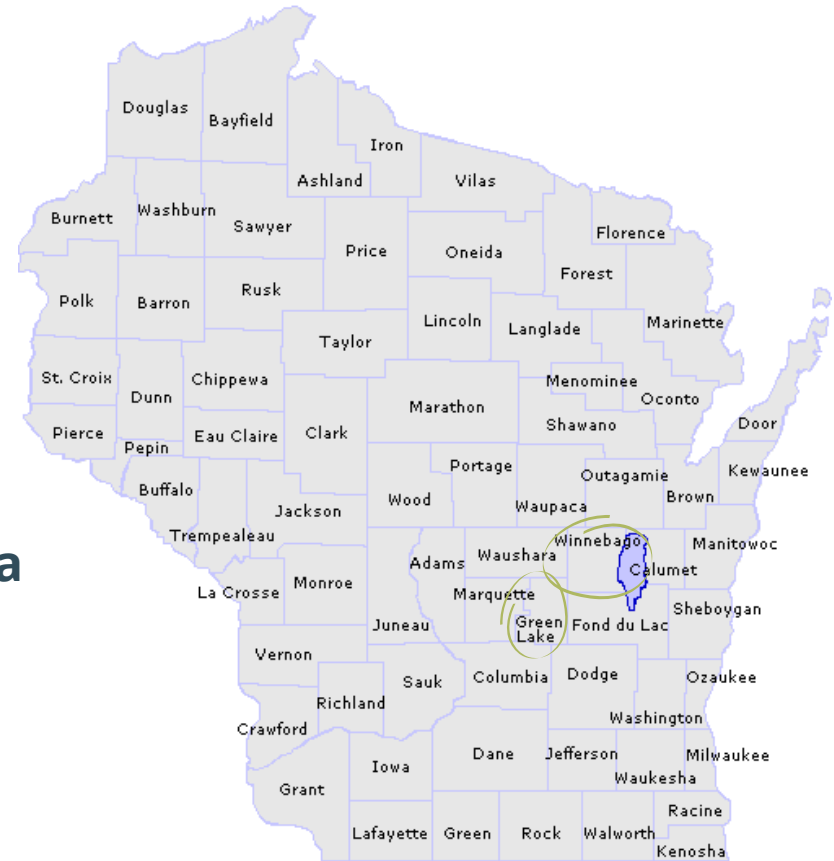 Douglas
Bayfield
Iron
Ashland
Vilas
Burnett
Washburn
Sawyer
Florence
Price
Oneida
Forest
Polk
Barron
Rusk
Lincoln
Langlade
Marinette
Taylor
St. Croix
Dunn
Chippewa
Menominee
Oconto
Marathon
Pierce
Eau Claire
Clark
Shawano
Door
Pepin
Portage
Outagamie
Kewaunee
Buffalo
Wood
Waupaca
Brown
Jackson
Trempealeau
Winnebago
Manitowoc
a
Adams
Waushara
Calumet
La Crosse
Monroe
Marquette
Sheboygan
Juneau
Green
Lake
Fond du Lac
Vernon
Sauk
Columbia
Dodge
Ozaukee
Richland
Washington
Crawford
Dane
Jefferson
Milwaukee
Iowa
Waukesha
Grant
Racine
Lafayette
Green
Rock
Walworth
Kenosha